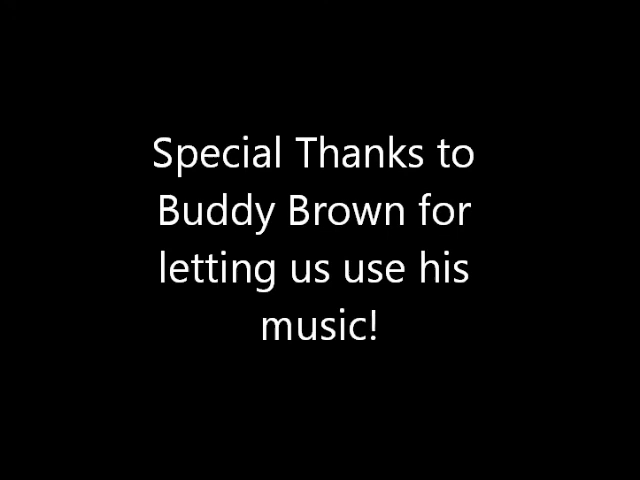 Special Thanks to
Buddy Brown for
letting us use his
music!